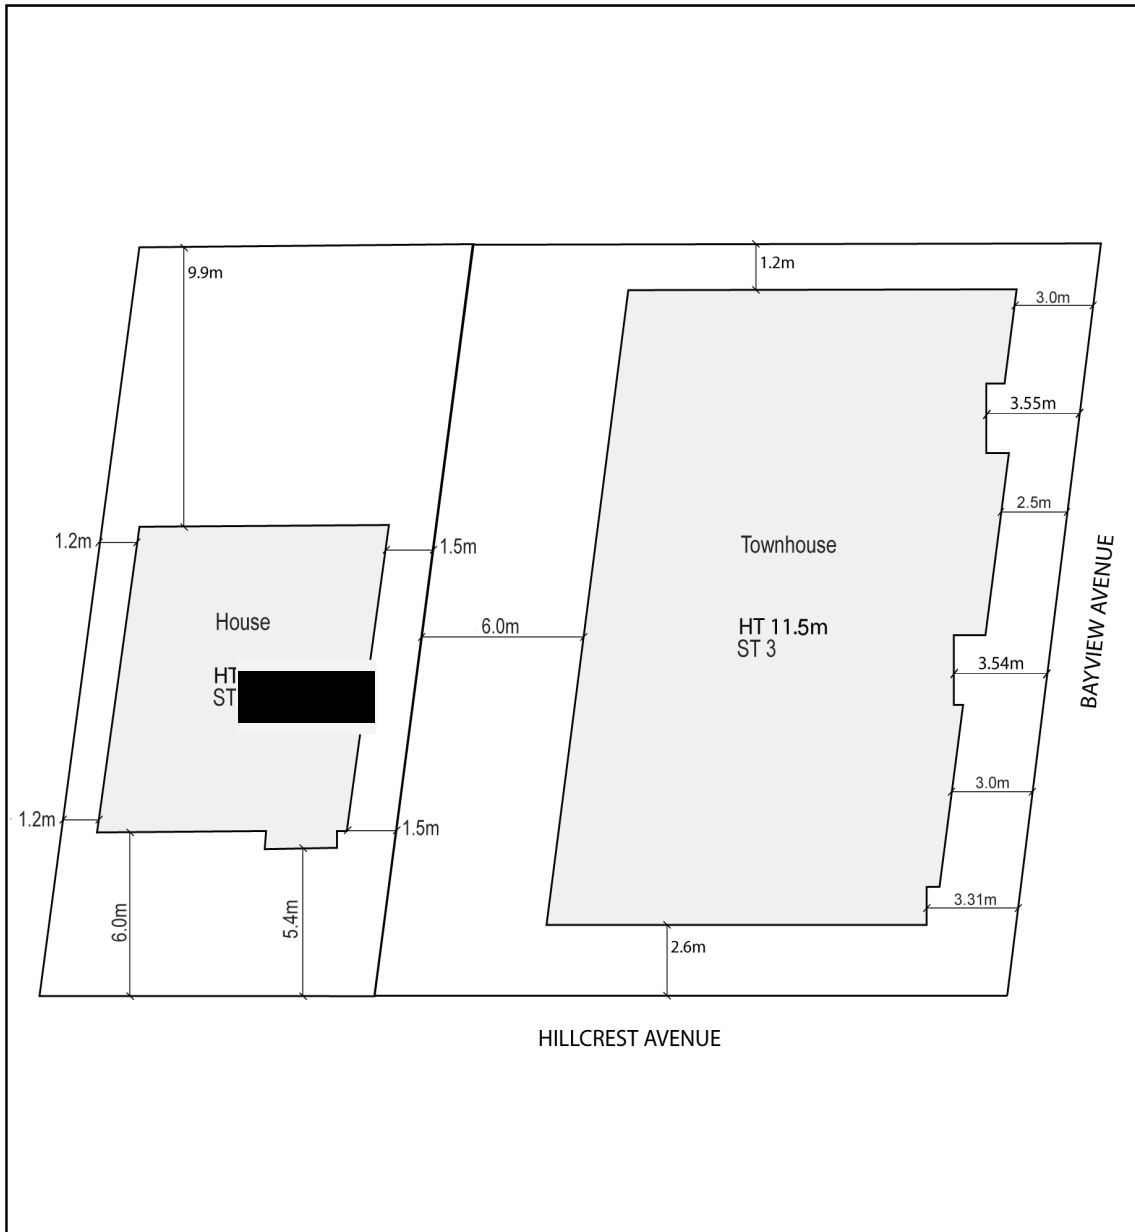 9.9m
1.2m
3.0m
3.55m
2.5m
1.2m
1.5m
Townhouse
House
6.0m
HT 11.5m
ST 3
BAYVIEW AVENUE
3.54m
HT
ST
3.0m
1.2m
1.5m
3.31m
6.0m
5.4m
2.6m
HILLCREST AVENUE